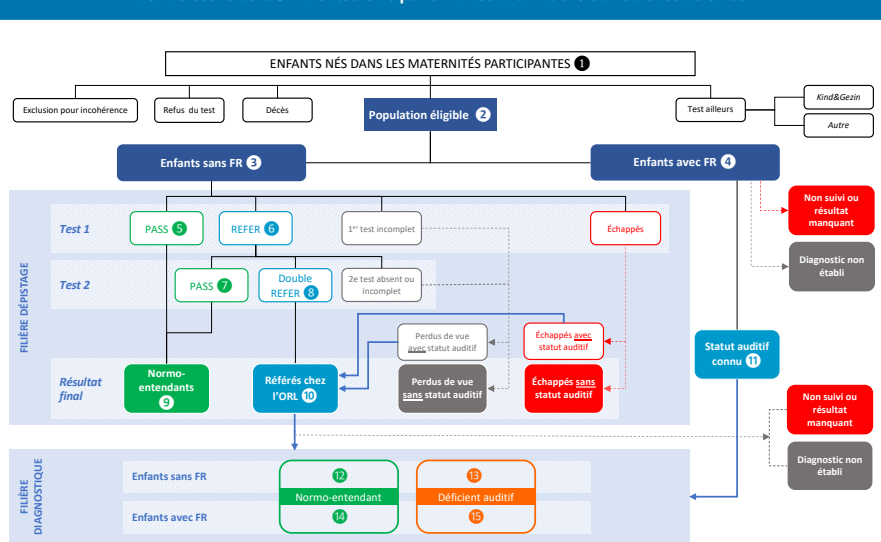 ENFANTS NÉS DANS LES MATERNITÉS PARTICIPANTES 1
Exclusion pour incohérence
Refus du test
Décès
Population éligible 2
Test ailleurs
Kind&Gezin
Autre
Enfants sans FR 3
Enfants avec FR 4
FILIÈRE DÉPISTAGE
Test 1
PASS 5
REFER 6
1er test incomplet
Échappés
Non suivi ou
résultat
manquant
Diagnostic non
établi
Test 2
PASS 7
Double
REFER 8
2e test absent ou
incomplet
Perdus de vue
avec statut auditif
Échappés avec
statut auditif
Statut auditif
connu 11
Résultat
final
Normo-
entendants
9
Référés chez
l'ORL 10
Perdus de vue
sans statut auditif
Échappés sans
statut auditif
Non suivi ou
résultat
manquant
Diagnostic non
établi
FILIÈRE
DIAGNOSTIQUE
Enfants sans FR
12
13
Normo-entendant
Déficient auditif
Enfants avec FR
14
15